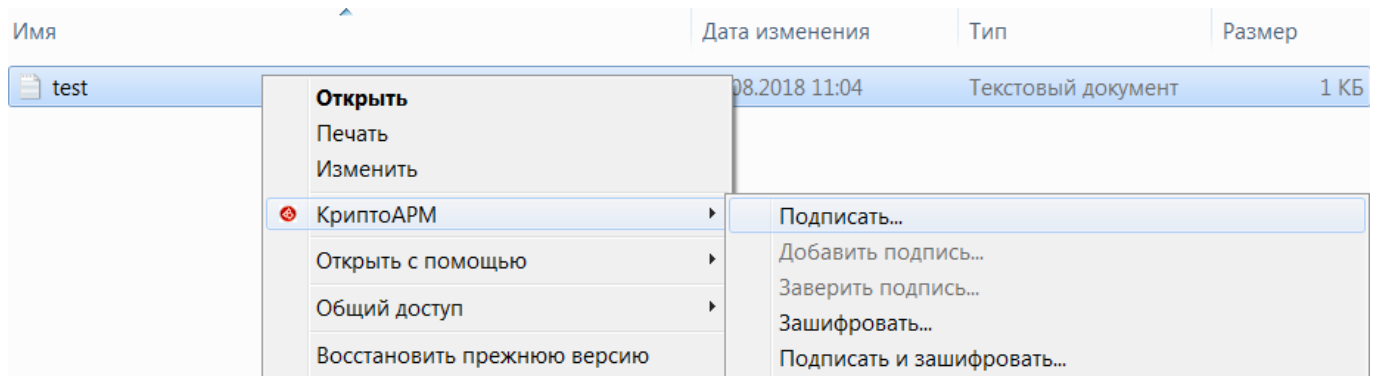 Имя Дата изменения Тип Размер
test 08.2018 11:04 Текстовый документ 1 КБ
Открыть
Печать
Изменить
КриптоАРМ
Подписать...
Открыть с помощью
Добавить подпись...
Заверить подпись...
Общий доступ
Зашифровать...
Восстановить прежнюю версию
Подписать и зашифровать...